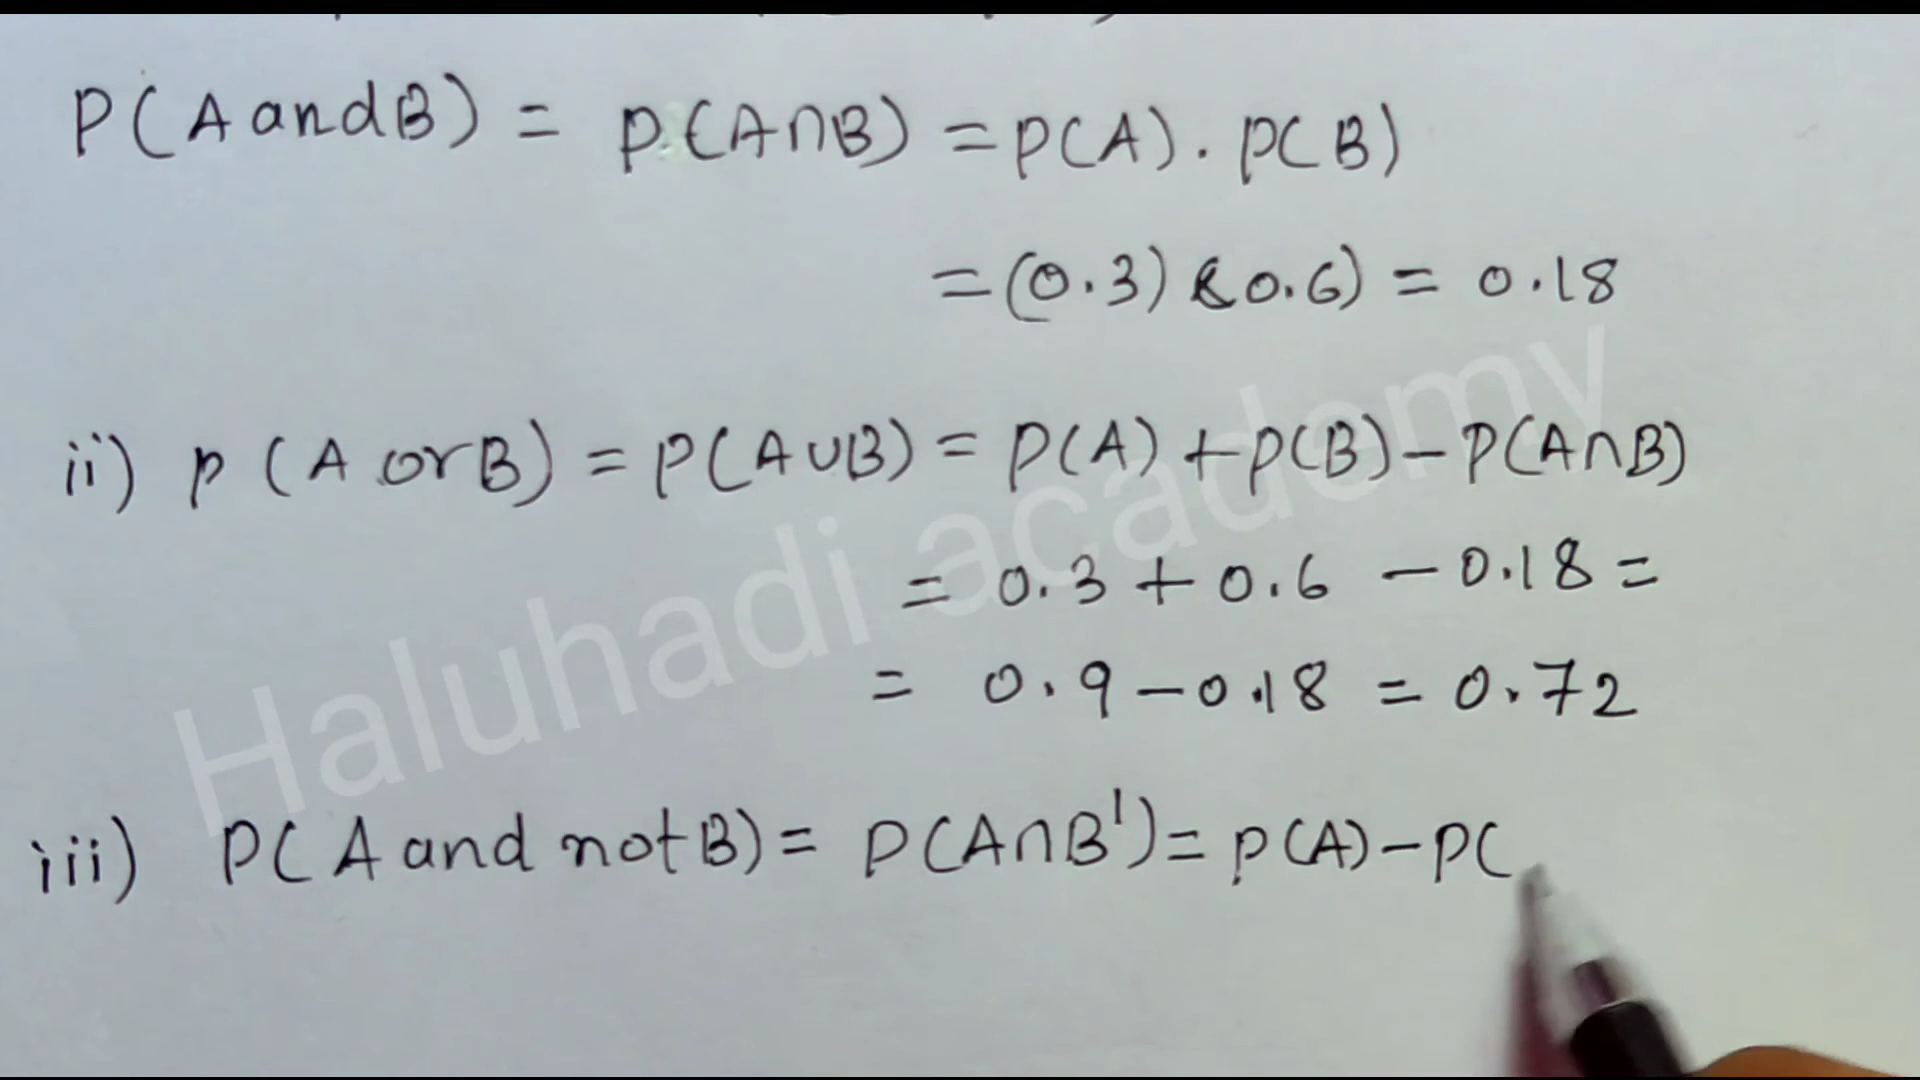 P(A and B) = P(A∩B) = P(A) . P(B)
= (0.3) (0.6) = 0.18
ii) P (A or B) = P(A∪B) = P(A) + P(B) - P(A∩B)
= 0.3 + 0.6 - 0.18 =
= 0.9 - 0.18 = 0.72
iii) P(A and not B) = P(A∩B') = P(A) - P(
Haluhadi academy